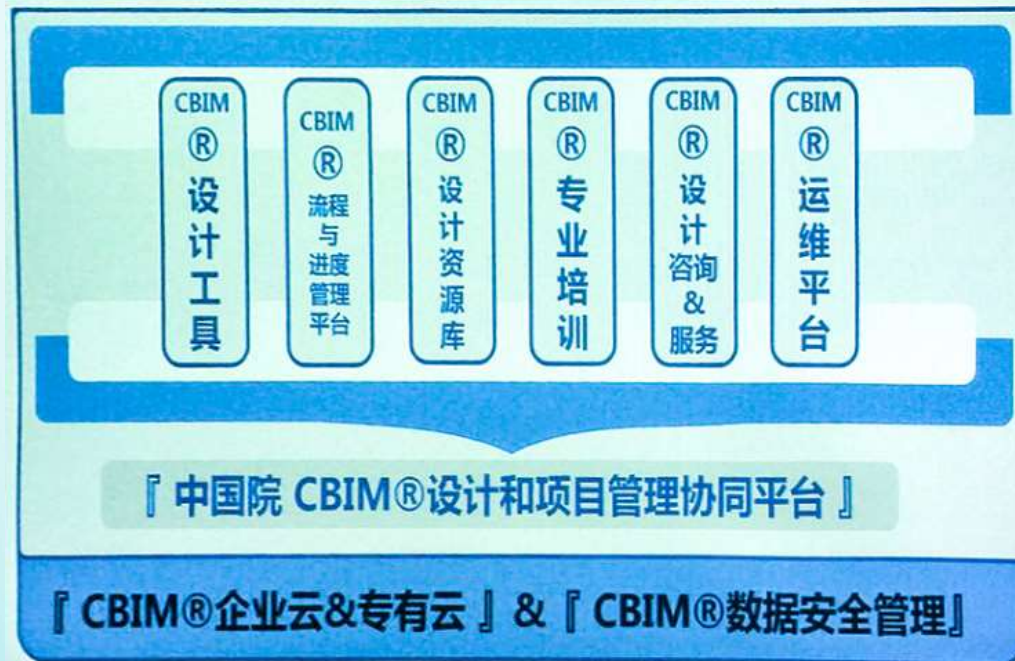 CBIM
®
设
计
工
具
CBIM
®
流程
与
进度
管理
平台
CBIM
®
设
计
资
源
库
CBIM
®
专
业
培
训
CBIM
®
设
计
咨询
&
服务
CBIM
®
运
维
平
台
『 中国院 CBIM®设计和项目管理协同平台 』
『 CBIM®企业云&专有云 』 & 『 CBIM®数据安全管理』